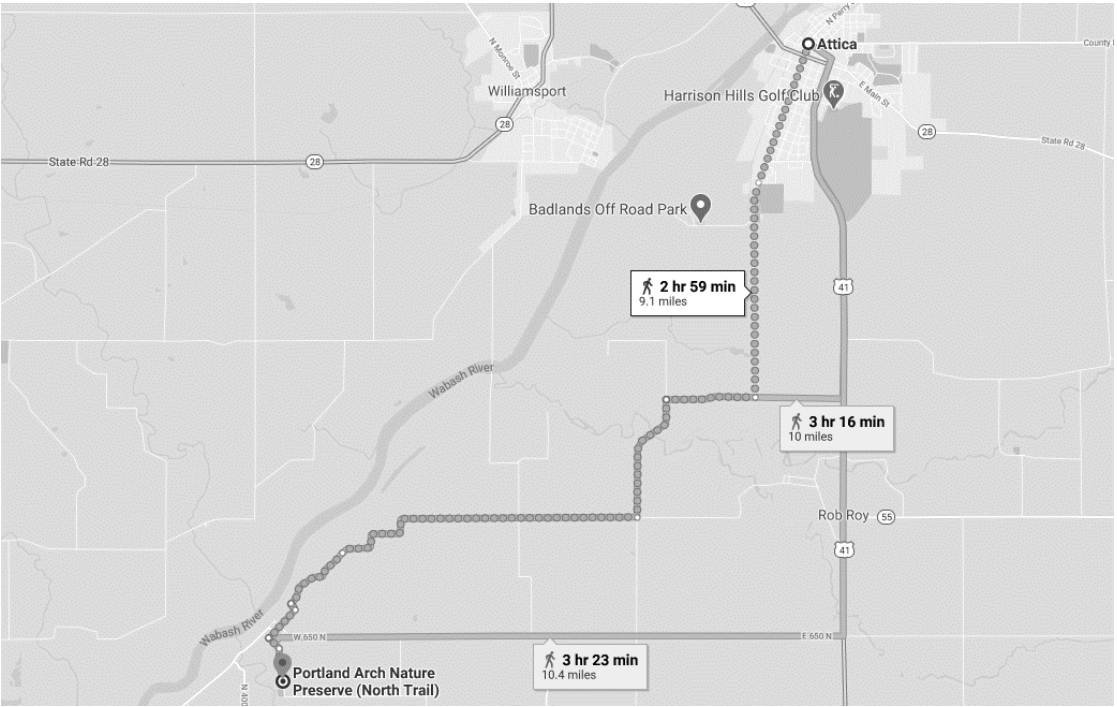 N Perry S
Attica
County
N Monroe St
Williamsport
Harrison Hills Golf Club
E Main St
28
28
State Rd 28
State Rd 28
28
Badlands Off Road Park
2 hr 59 min
9.1 miles
41
Wabash River
3 hr 16 min
10 miles
Rob Roy
55
41
Wabash River
W 650 N
E 650 N
3 hr 23 min
10.4 miles
Portland Arch Nature
Preserve (North Trail)
N 400